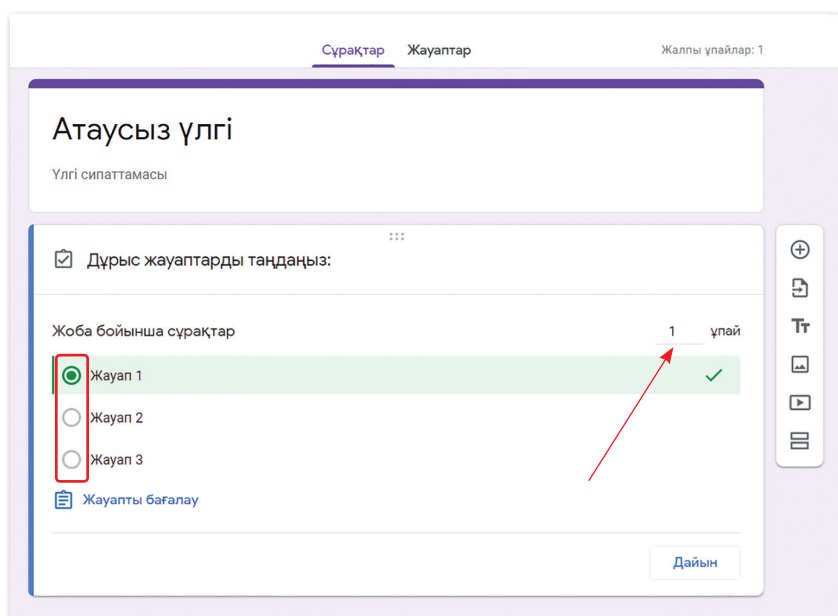 Сұрақтар Жауаптар Жалпы ұпайлар: 1
Атаусыз үлгі
Үлгі сипаттамасы
Дұрыс жауаптарды таңдаңыз:
Жоба бойынша сұрақтар 1 ұпай
Жауап 1
Жауап 2
Жауап 3
Жауапты бағалау
Дайын
Тт